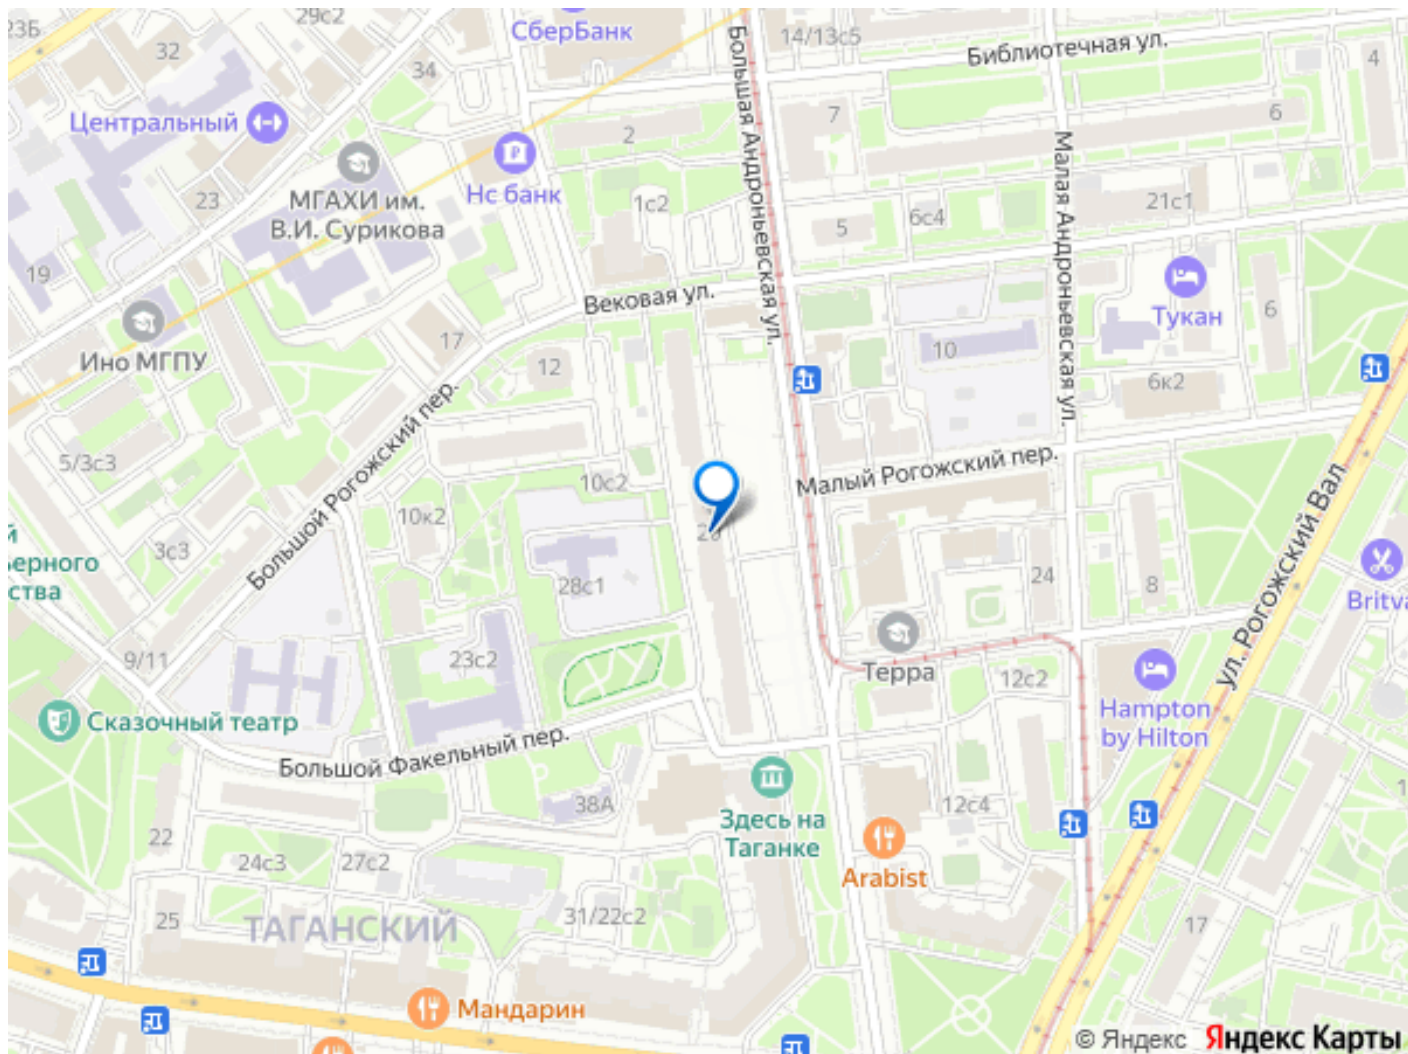 29с2
СберБанк
23Б
32
14/13с5
Библиотечная ул.
4
34
Большая Андроньевская ул.
Центральный
2
7
6
Нс банк
МГАХИ им.
В.И. Сурикова
23
1с2
5
6с4
21с1
Малая Андроньевская ул.
19
Вековая ул.
Тукан
6
Ино МГПУ
17
12
10
6к2
Большой Рогожский пер.
Малый Рогожский пер.
5/3с3
10с2
10к2
ул. Рогожский Вал
3с3
й
ьерного
ства
28с1
24
8
Britva
9/11
23с2
Терра
12с2
Hampton
by Hilton
Сказочный театр
Большой Факельный пер.
38А
Здесь на
Таганке
12с4
22
24с3
27с2
Arabist
25
ТАГАНСКИЙ
31/22с2
17
Мандарин
© Яндекс Яндекс Карты